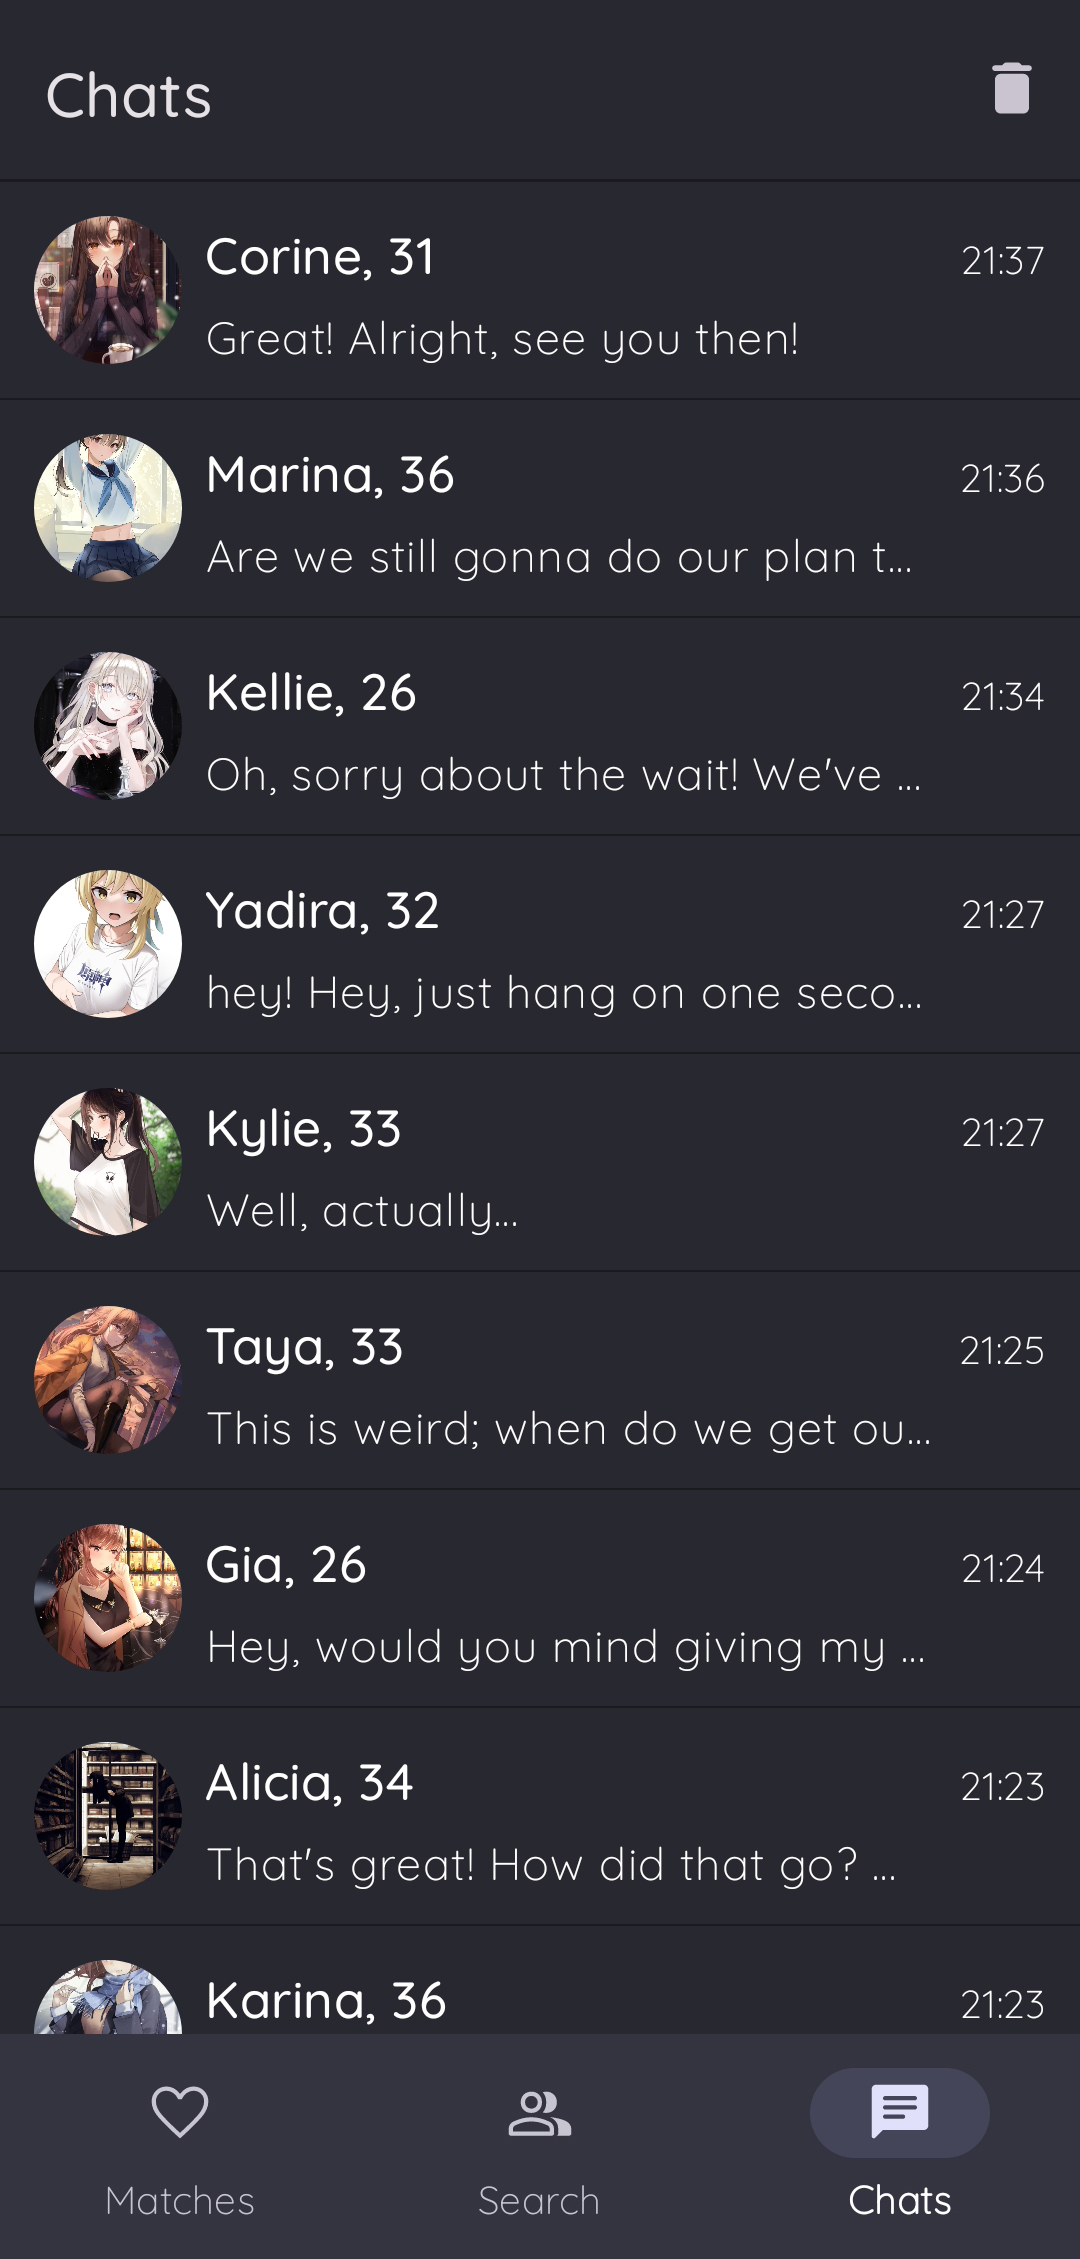 Chats
Corine, 31
21:37
Great! Alright, see you then!
Marina, 36
21:36
Are we still gonna do our plan t...
Kellie, 26
21:34
Oh, sorry about the wait! We've ...
Yadira, 32
21:27
hey! Hey, just hang on one seco...
Kylie, 33
21:27
Well, actually...
Taya, 33
21:25
This is weird; when do we get ou...
Gia, 26
21:24
Hey, would you mind giving my ...
Alicia, 34
21:23
That's great! How did that go? ...
Karina, 36
21:23
Matches
Search
Chats